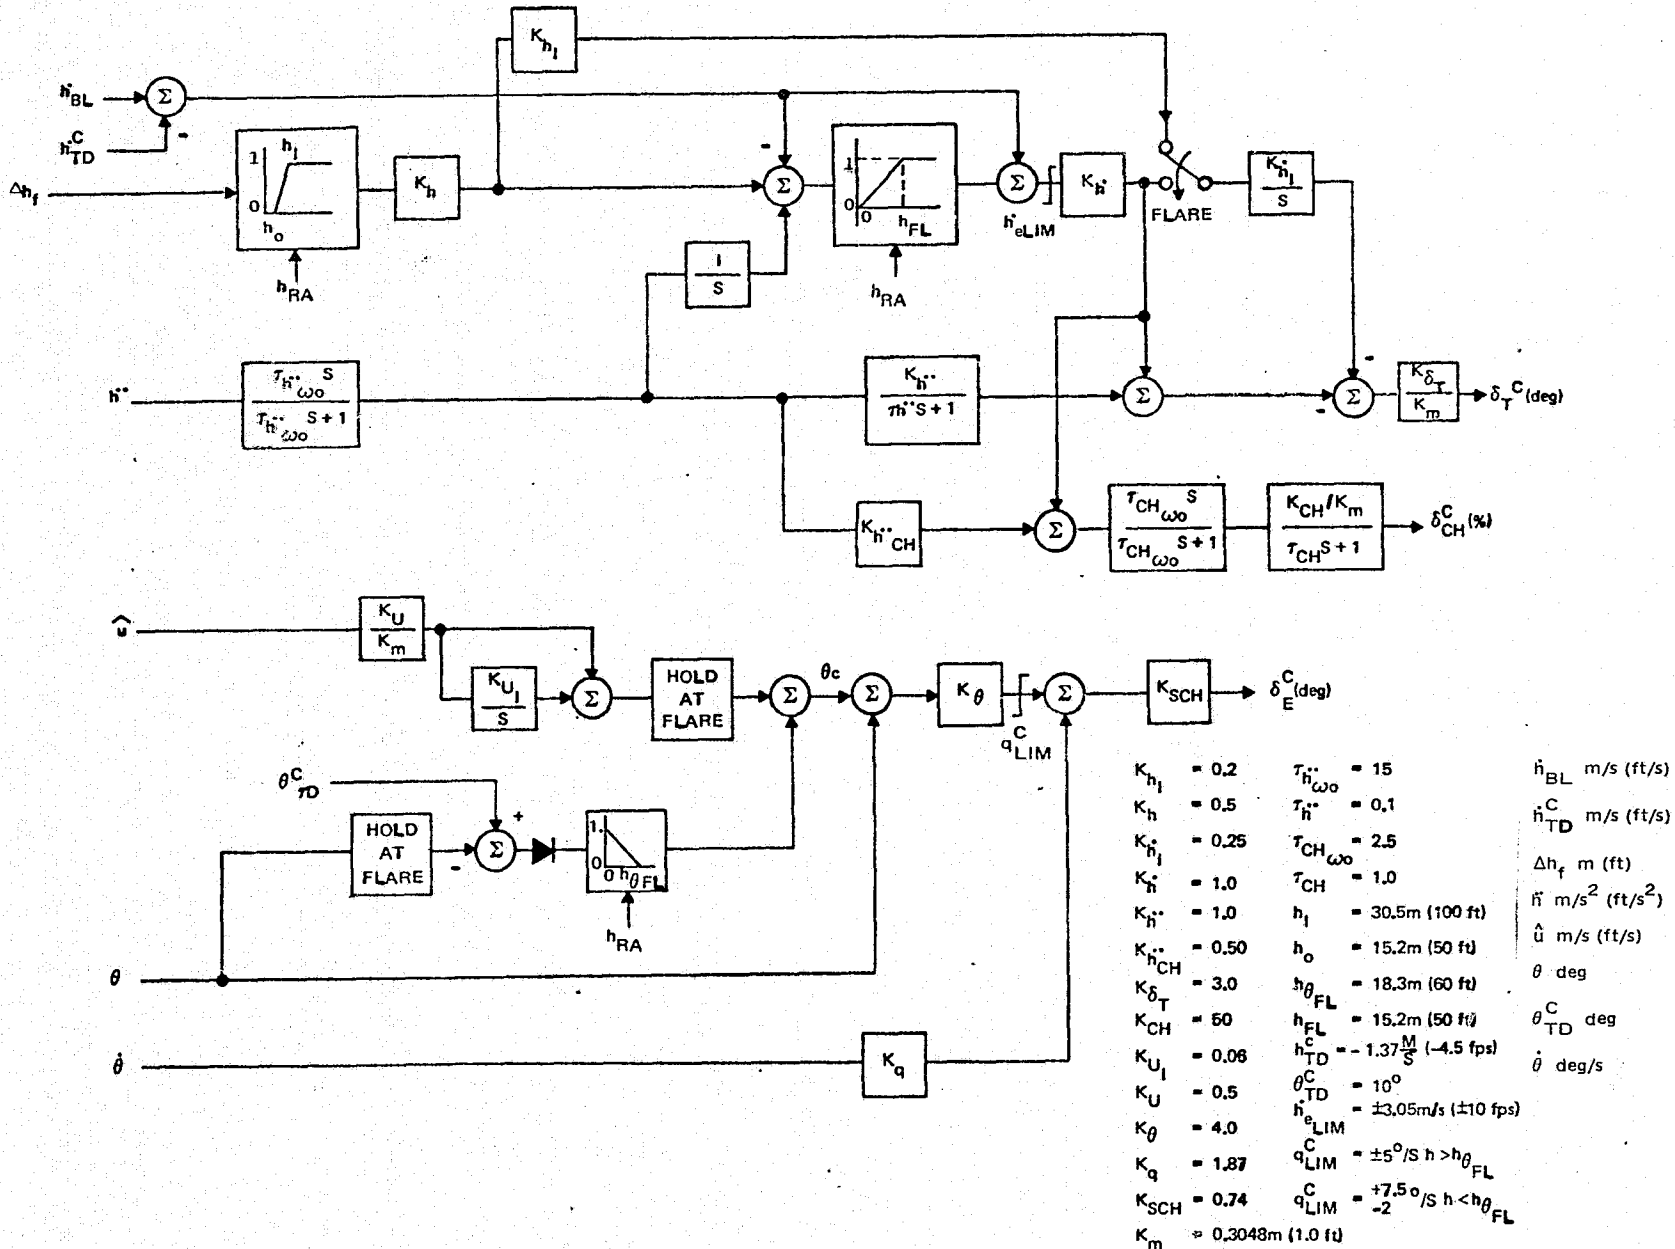 K_hI
ḣ_BL
Σ
ḣ^C_TD
-
Δh_f
1
0
h_I
h_o
h_RA
K_h
-
Σ
1
0
0
h_FL
h_RA
Σ
ḣ_eLIM
K_ḣ
FLARE
K_ḣI
S
I
S
ḧ
τ_ḧωo S
τ_ḧωo S + 1
K_ḧ
τḧ S + 1
Σ
-
-
Σ
K_δT
K_m
δ_T^C (deg)
K_ḧCH
Σ
τ_CHωo S
τ_CHωo S + 1
K_CH/K_m
τ_CH S + 1
δ^C_CH (%)
û
K_U
K_m
K_UI
S
Σ
HOLD
AT
FLARE
Σ
θc
Σ
K_θ
q^C_LIM
Σ
K_SCH
δ^C_E (deg)
θ^C_TD
HOLD
AT
FLARE
-
Σ
+
1.
0
0 h_θFL
h_RA
θ
θ̇
K_q
K_hI = 0.2 τ_ḧωo = 15 ḣ_BL m/s (ft/s)
K_h = 0.5 τ_ḧ = 0.1 ḣ^C_TD m/s (ft/s)
K_ḣI = 0.25 τ_CHωo = 2.5 Δh_f m (ft)
K_ḣ = 1.0 τ_CH = 1.0 ḧ m/s² (ft/s²)
K_ḧ = 1.0 h_I = 30.5m (100 ft) û m/s (ft/s)
K_ḧCH = 0.50 h_o = 15.2m (50 ft) θ deg
K_δT = 3.0 h_θFL = 18.3m (60 ft) θ^C_TD deg
K_CH = 50 h_FL = 15.2m (50 ft) θ̇ deg/s
K_UI = 0.06 h^C_TD = - 1.37 M/S (-4.5 fps)
K_U = 0.5 θ^C_TD = 10°
K_θ = 4.0 ḣ_eLIM = ±3.05m/s (±10 fps)
K_q = 1.87 q^C_LIM = ±5°/S h > h_θFL
K_SCH = 0.74 q^C_LIM = +7.5 -2 °/S h < h_θFL
K_m = 0.3048m (1.0 ft)